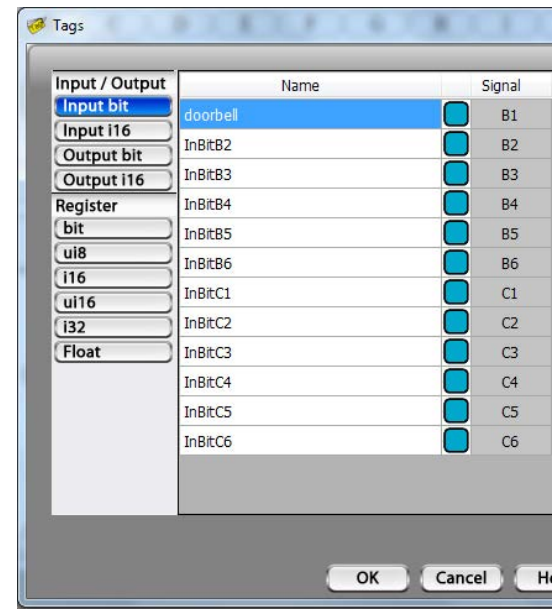 Tags
Input / Output
Input bit
Input i16
Output bit
Output i16
Register
bit
ui8
i16
ui16
i32
Float
Name Signal
doorbell B1
InBitB2 B2
InBitB3 B3
InBitB4 B4
InBitB5 B5
InBitB6 B6
InBitC1 C1
InBitC2 C2
InBitC3 C3
InBitC4 C4
InBitC5 C5
InBitC6 C6
OK Cancel